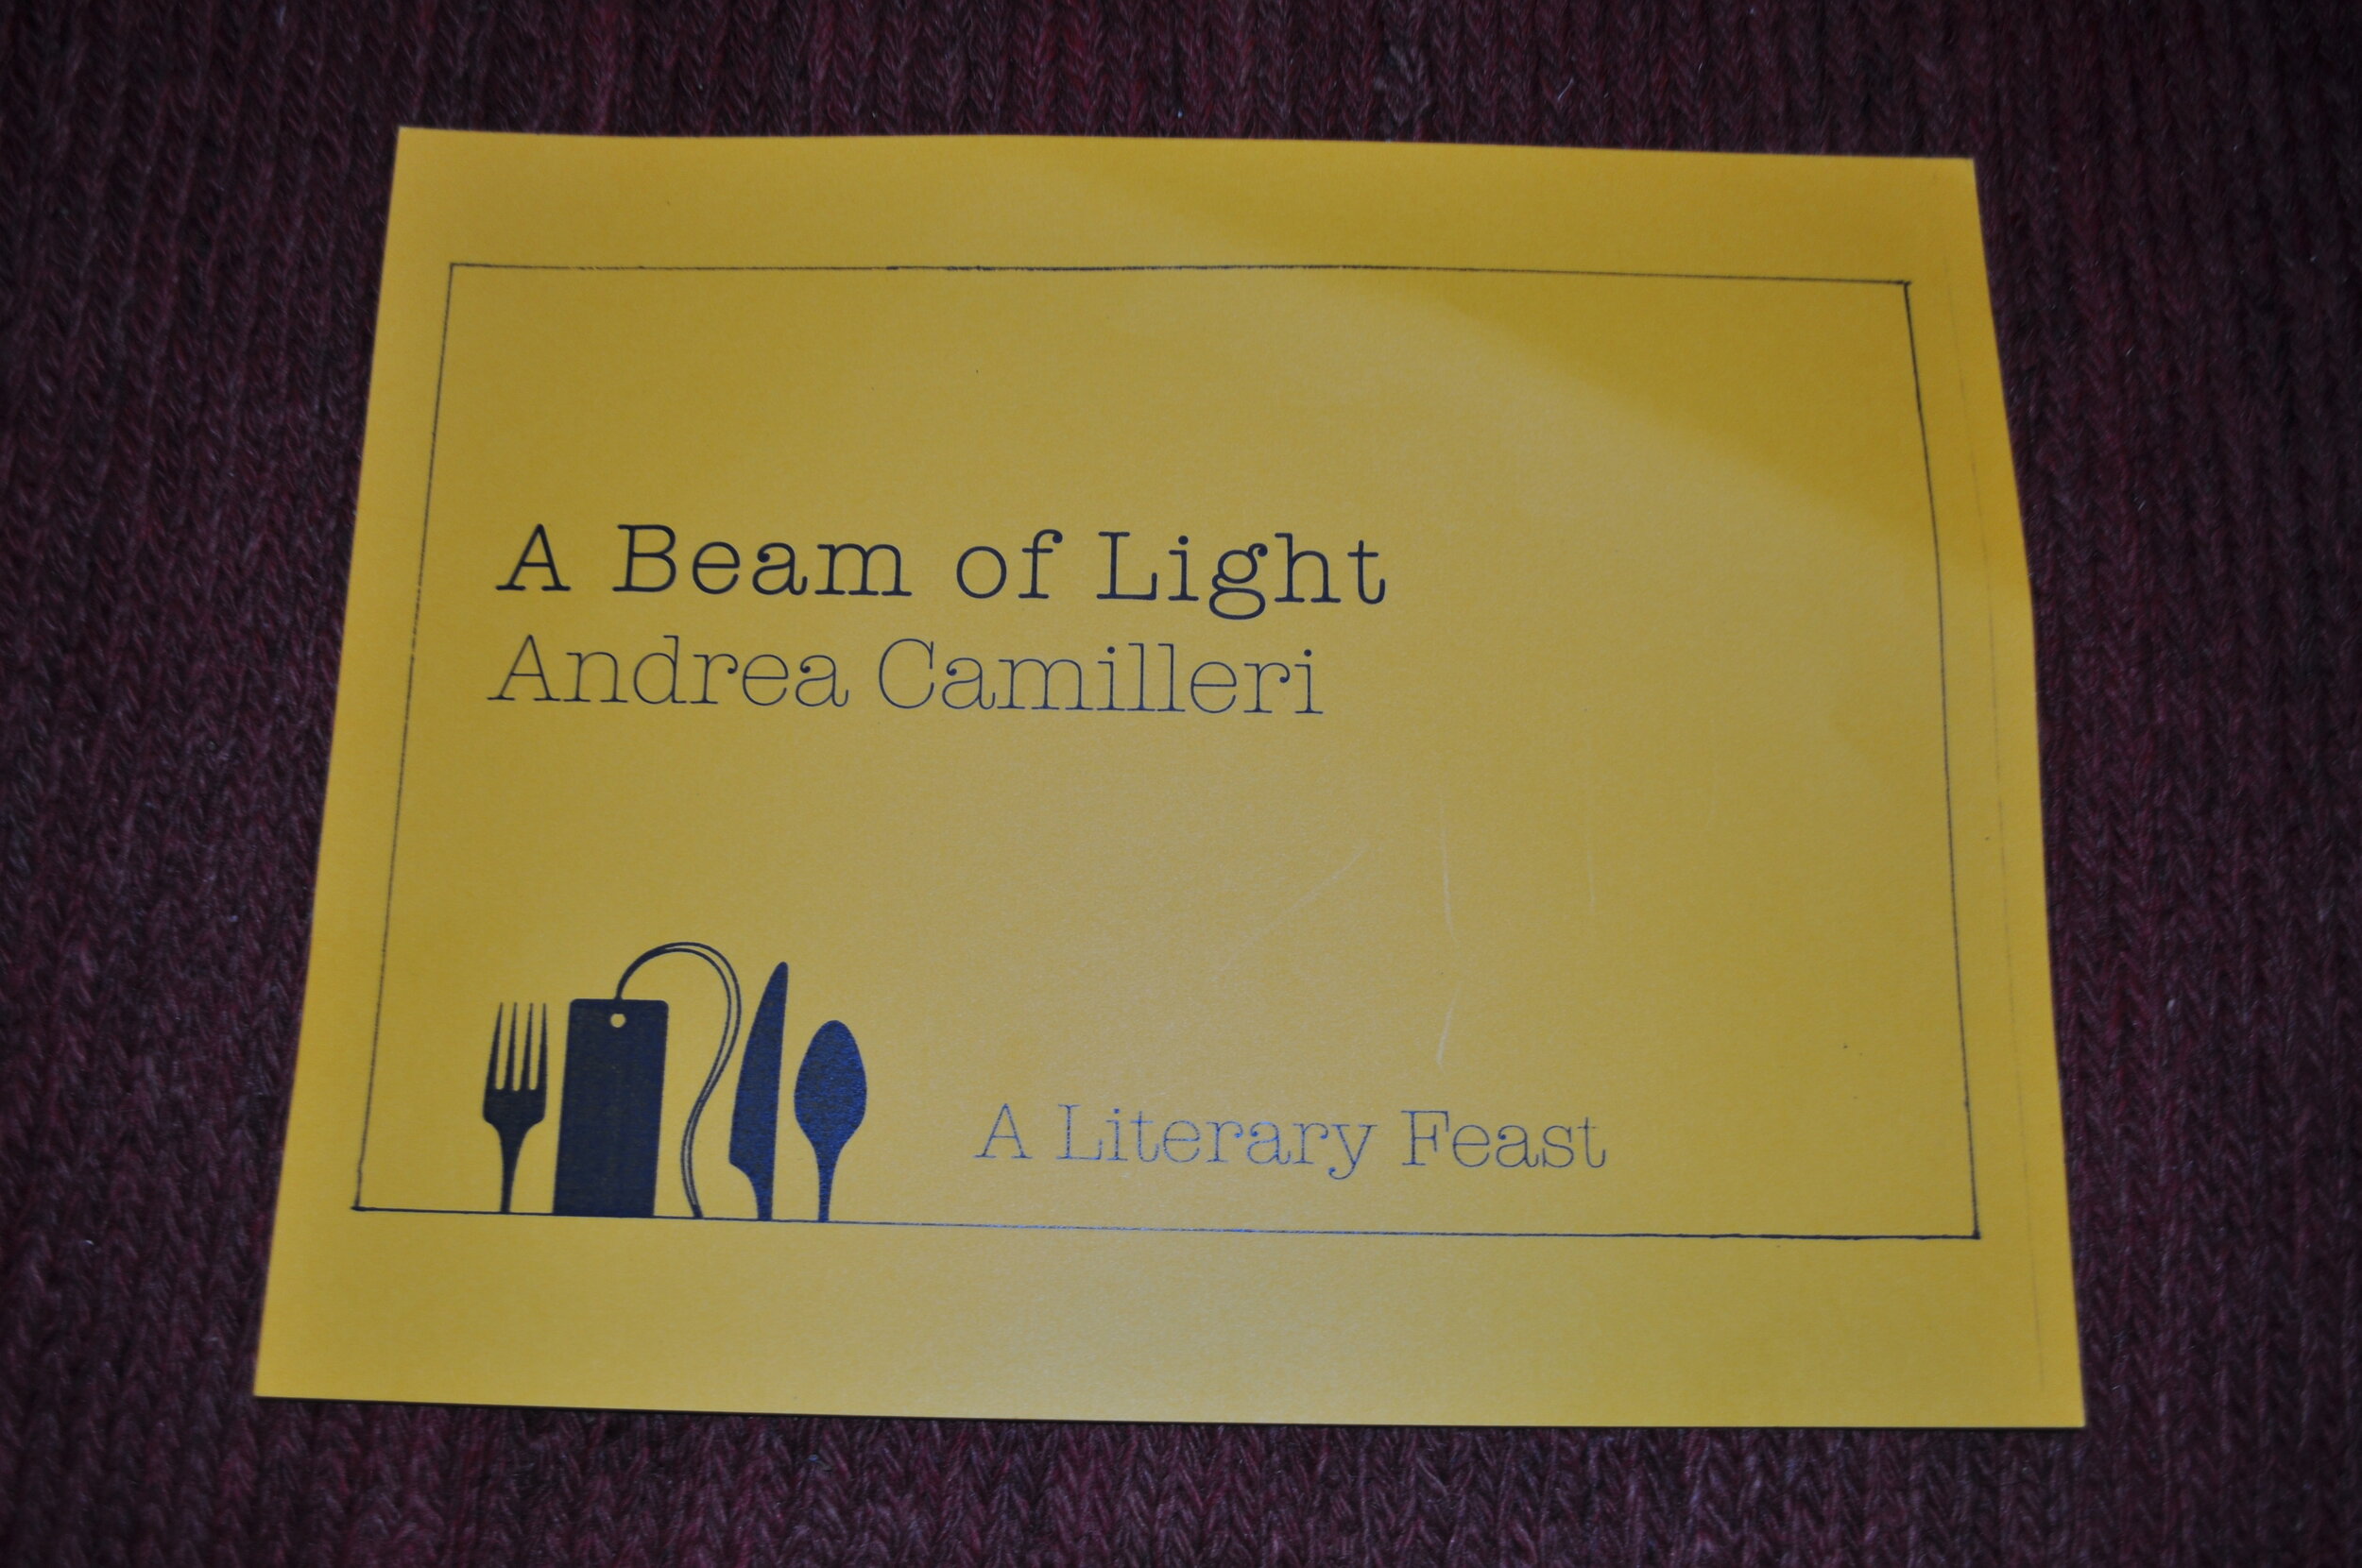 A Beam of Light
Andrea Camilleri
A Literary Feast